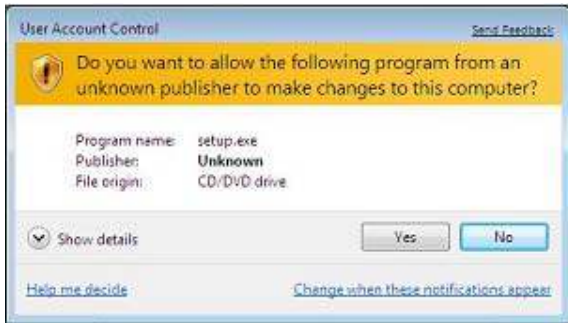 User Account Control
Send Feedback
Do you want to allow the following program from an
unknown publisher to make changes to this computer?
Program name: setup.exe
Publisher: Unknown
File origin: CD/DVD drive
Show details
Yes
No
Help me decide
Change when these notifications appear